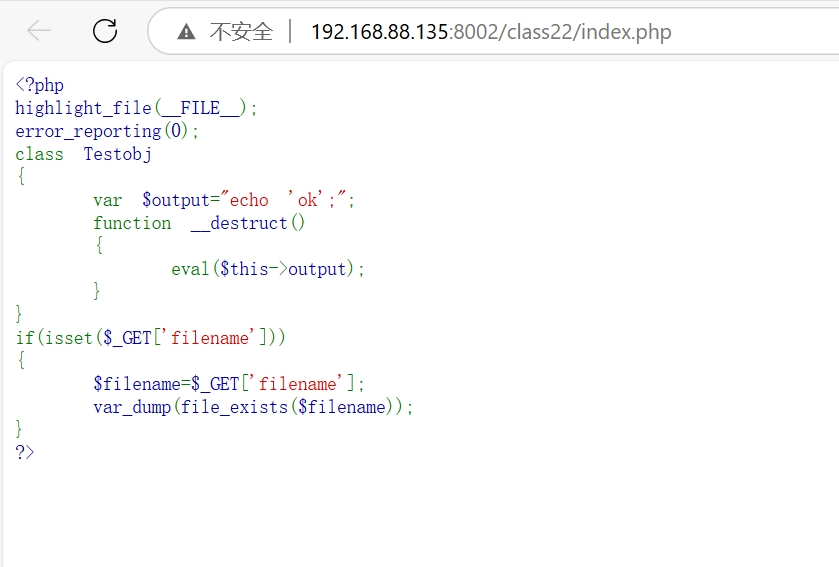 不安全 | 192.168.88.135:8002/class22/index.php
<?php
highlight_file(__FILE__);
error_reporting(0);
class Testobj
{
var $output="echo 'ok';";
function __destruct()
{
eval($this->output);
}
}
if(isset($_GET['filename']))
{
$filename=$_GET['filename'];
var_dump(file_exists($filename));
}
?>